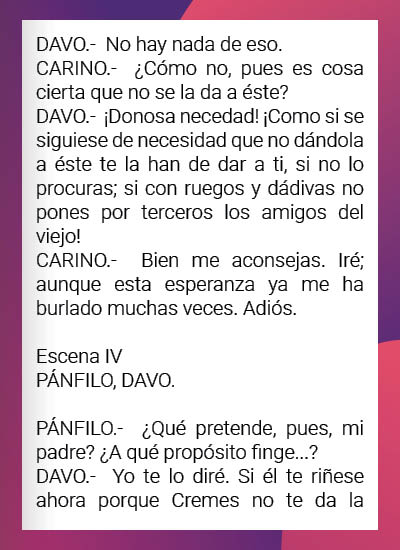 DAVO.- No hay nada de eso.
CARINO.- ¿Cómo no, pues es cosa
cierta que no se la da a éste?
DAVO.- ¡Donosa necedad! ¡Como si se
siguiese de necesidad que no dándola
a éste te la han de dar a ti, si no lo
procuras; si con ruegos y dádivas no
pones por terceros los amigos del
viejo!
CARINO.- Bien me aconsejas. Iré;
aunque esta esperanza ya me ha
burlado muchas veces. Adiós.

Escena IV
PÁNFILO, DAVO.

PÁNFILO.- ¿Qué pretende, pues, mi
padre? ¿A qué propósito finge...?
DAVO.- Yo te lo diré. Si él te riñese
ahora porque Cremes no te da la